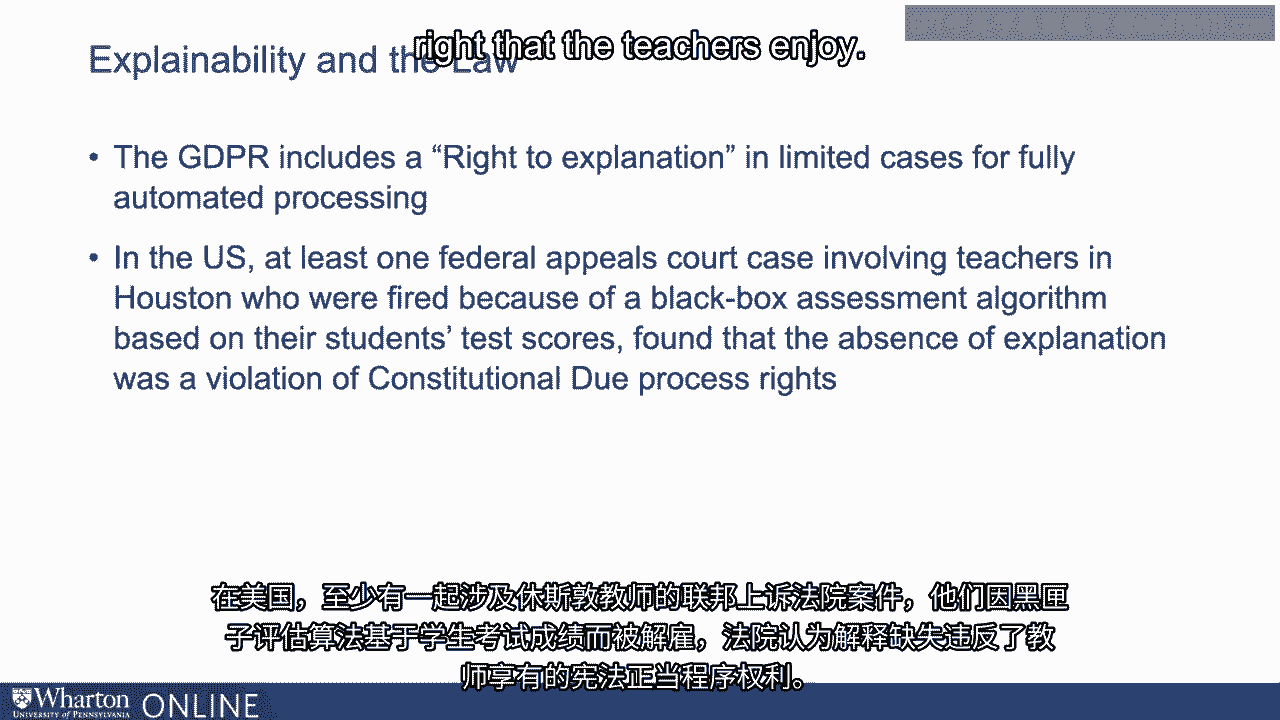 right that the teachers enjoy.
Explainability and the Law
• The GDPR includes a “Right to explanation” in limited cases for fully
automated processing
• In the US, at least one federal appeals court case involving teachers in
Houston who were fired because of a black-box assessment algorithm
based on their students’ test scores, found that the absence of explanation
was a violation of Constitutional Due process rights
在美国，至少有一起涉及休斯敦教师的联邦上诉法院案件，他们因黑匣
子评估算法基于学生考试成绩而被解雇，法院认为解释缺失违反了教
师享有的宪法正当程序权利。
Wharton ONLINE
UNIVERSITY of PENNSYLVANIA